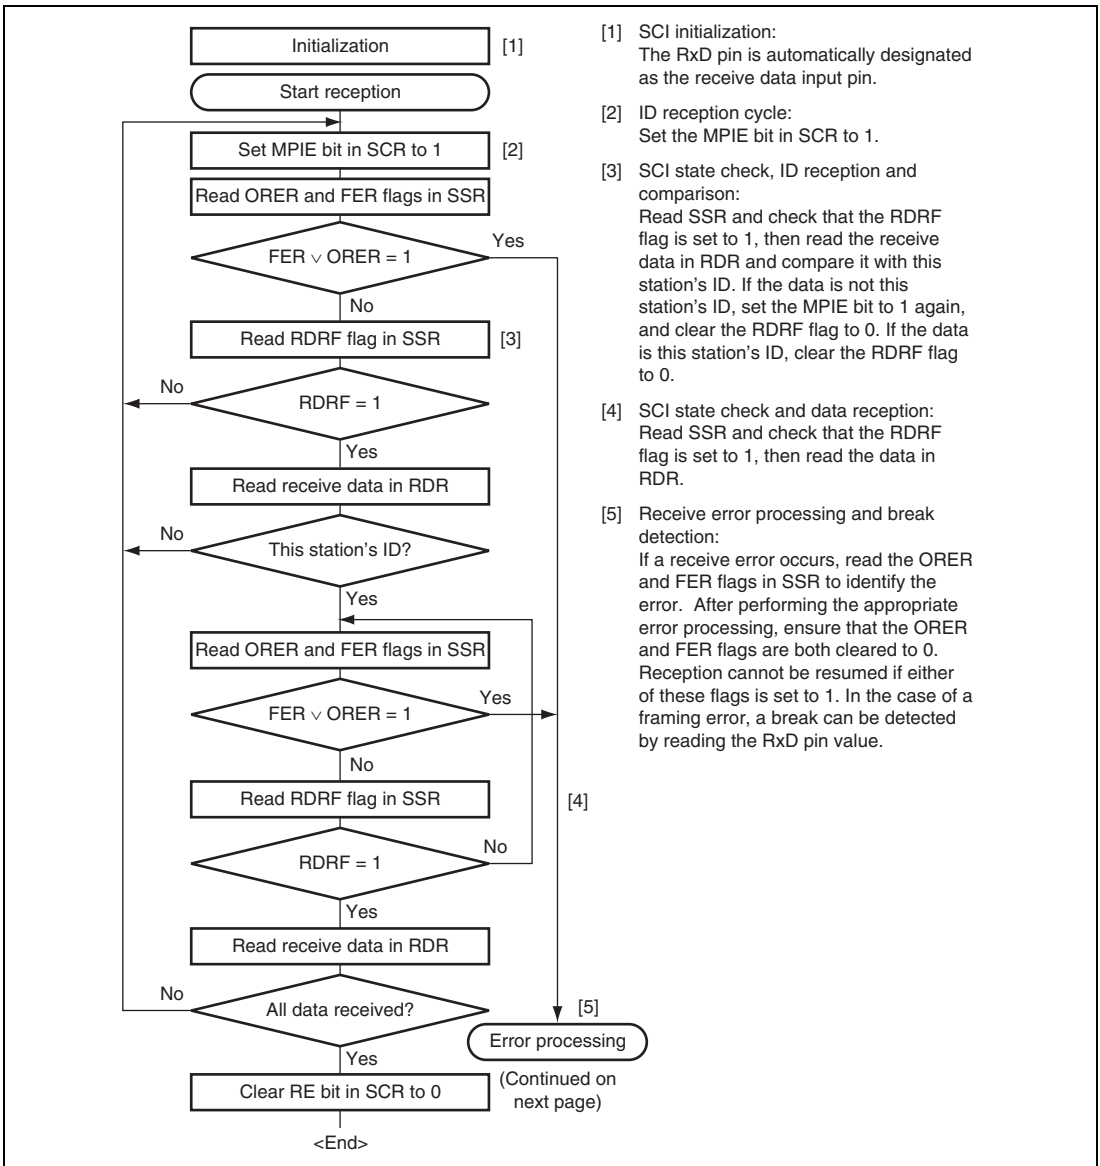 Initialization [1]
Start reception
Set MPIE bit in SCR to 1 [2]
Read ORER and FER flags in SSR
FER ∨ ORER = 1
Yes
No
Read RDRF flag in SSR [3]
No
RDRF = 1
Yes
Read receive data in RDR
No
This station's ID?
Yes
Read ORER and FER flags in SSR
Yes
FER ∨ ORER = 1
No
Read RDRF flag in SSR [4]
No
RDRF = 1
Yes
Read receive data in RDR
No
All data received?
[5]
Error processing
Yes
(Continued on
next page)
Clear RE bit in SCR to 0
<End>
[1] SCI initialization:
The RxD pin is automatically designated
as the receive data input pin.
[2] ID reception cycle:
Set the MPIE bit in SCR to 1.
[3] SCI state check, ID reception and
comparison:
Read SSR and check that the RDRF
flag is set to 1, then read the receive
data in RDR and compare it with this
station's ID. If the data is not this
station's ID, set the MPIE bit to 1 again,
and clear the RDRF flag to 0. If the data
is this station's ID, clear the RDRF flag
to 0.
[4] SCI state check and data reception:
Read SSR and check that the RDRF
flag is set to 1, then read the data in
RDR.
[5] Receive error processing and break
detection:
If a receive error occurs, read the ORER
and FER flags in SSR to identify the
error. After performing the appropriate
error processing, ensure that the ORER
and FER flags are both cleared to 0.
Reception cannot be resumed if either
of these flags is set to 1. In the case of a
framing error, a break can be detected
by reading the RxD pin value.